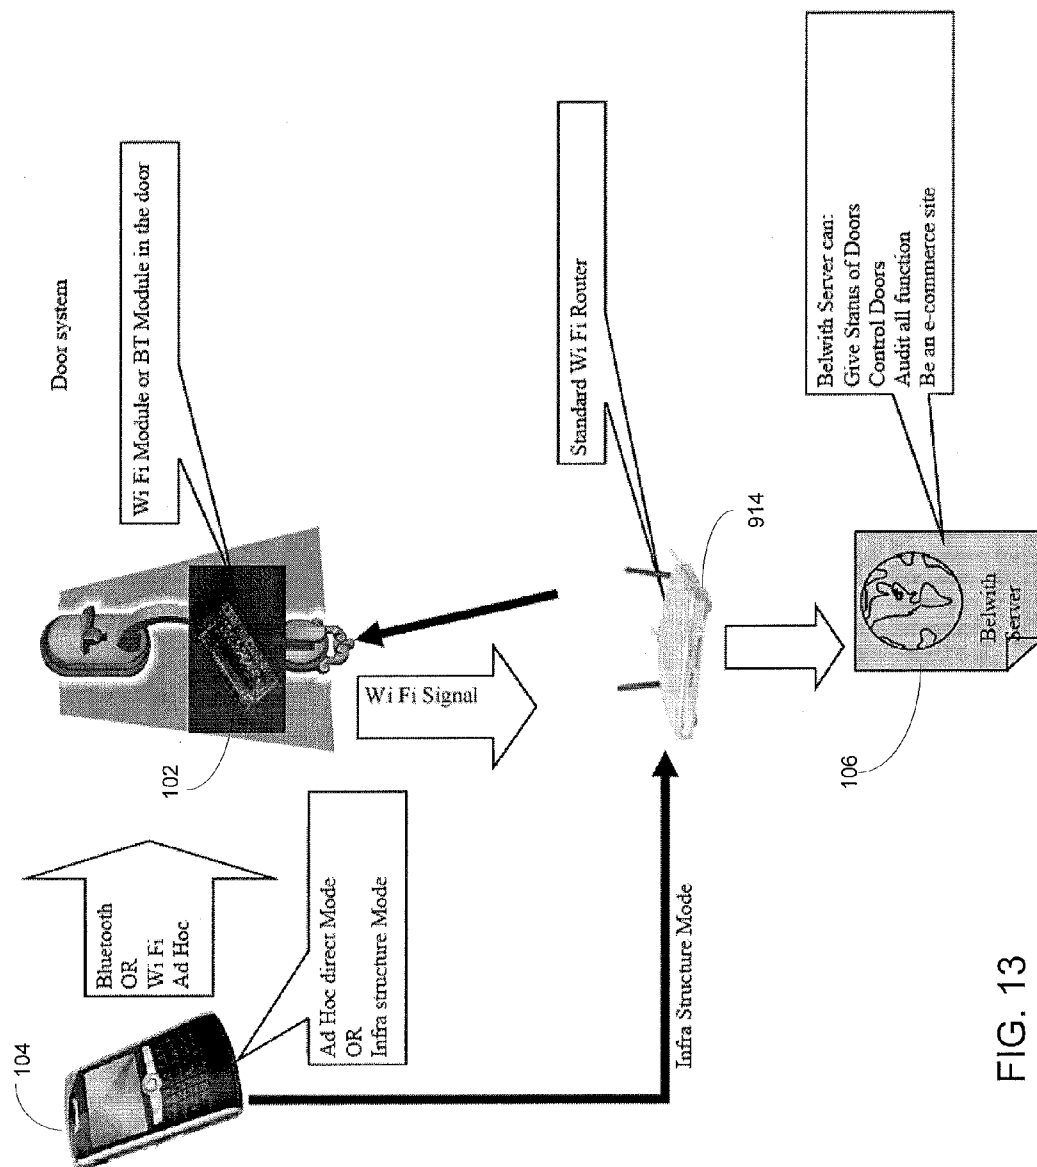 Door system
104
Bluetooth
OR
Wi Fi
Ad Hoc
102
Wi Fi Module or BT Module in the door
Ad Hoc direct Mode
OR
Infra structure Mode
Wi Fi Signal
Standard Wi Fi Router
Infra Structure Mode
914
106
Belwith
Server
Belwith Server can:
Give Status of Doors
Control Doors
Audit all function
Be an e-commerce site
FIG. 13